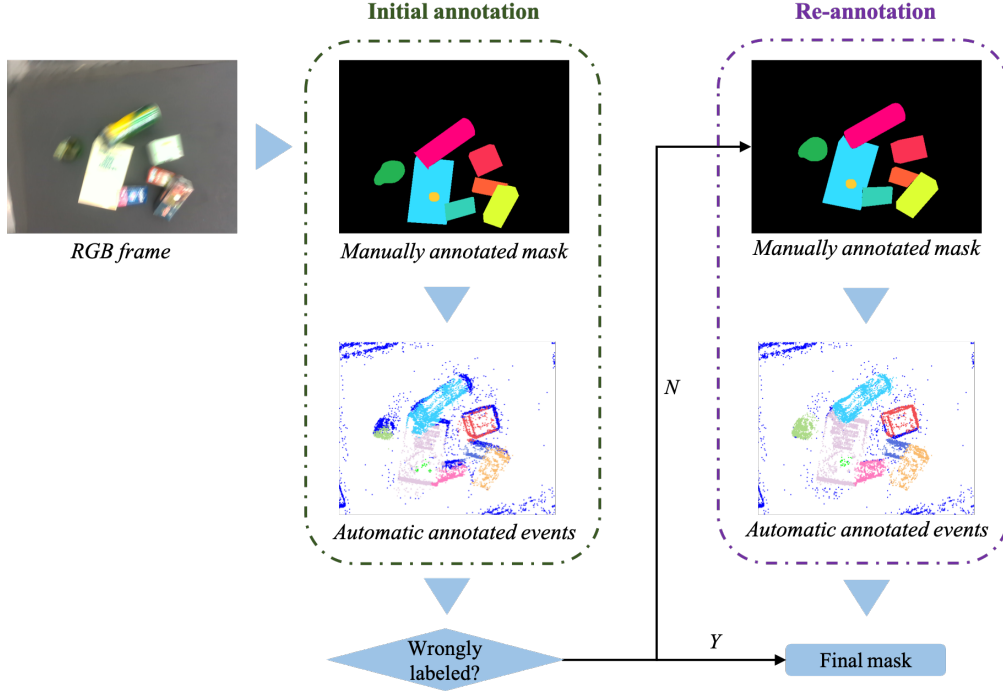 Initial annotation
Re-annotation
RGB frame
Manually annotated mask
Manually annotated mask
N
Automatic annotated events
Automatic annotated events
Wrongly
labeled?
Y
Final mask